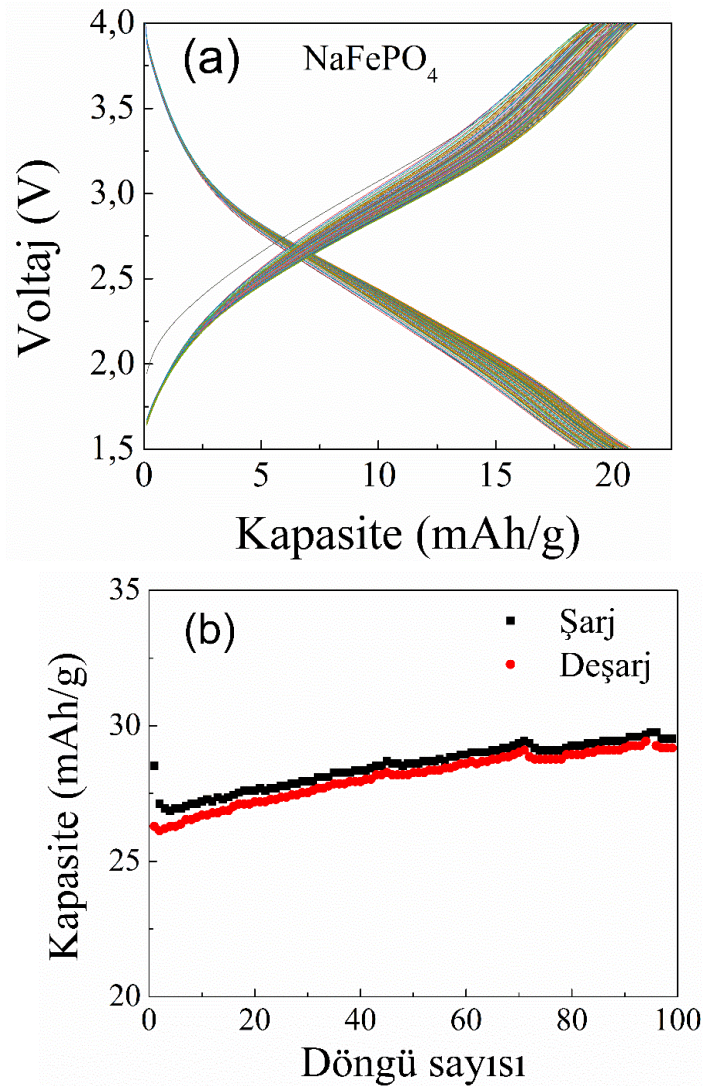 4,0
(a) NaFePO4
3,5
3,0
2,5
2,0
1,5
Voltaj (V)
0 5 10 15 20
Kapasite (mAh/g)
35
(b)
Şarj
Deşarj
30
25
20
Kapasite (mAh/g)
0 20 40 60 80 100
Döngü sayısı